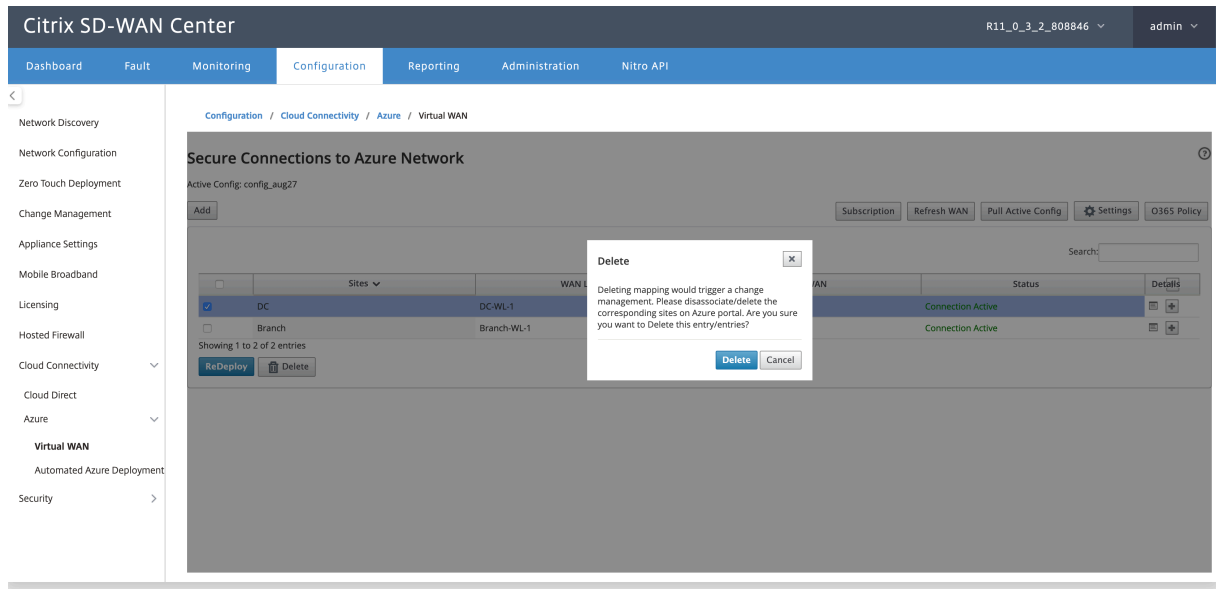 Citrix SD-WAN Center
R11_0_3_2_808846
admin
Dashboard Fault Monitoring Configuration Reporting Administration Nitro API
Configuration / Cloud Connectivity / Azure / Virtual WAN
Network Discovery
Network Configuration
Zero Touch Deployment
Change Management
Appliance Settings
Mobile Broadband
Licensing
Hosted Firewall
Cloud Connectivity
Cloud Direct
Azure
Virtual WAN
Automated Azure Deployment
Security
Secure Connections to Azure Network
Active Config: config_aug27
Add
Subscription Refresh WAN Pull Active Config Settings O365 Policy
Search:
Sites WAN L /AN Status Details
DC DC-WL-1 Connection Active
Branch Branch-WL-1 Connection Active
Showing 1 to 2 of 2 entries
ReDeploy Delete
Delete
Deleting mapping would trigger a change
management. Please disassociate/delete the
corresponding sites on Azure portal. Are you sure
you want to Delete this entry/entries?
Delete Cancel